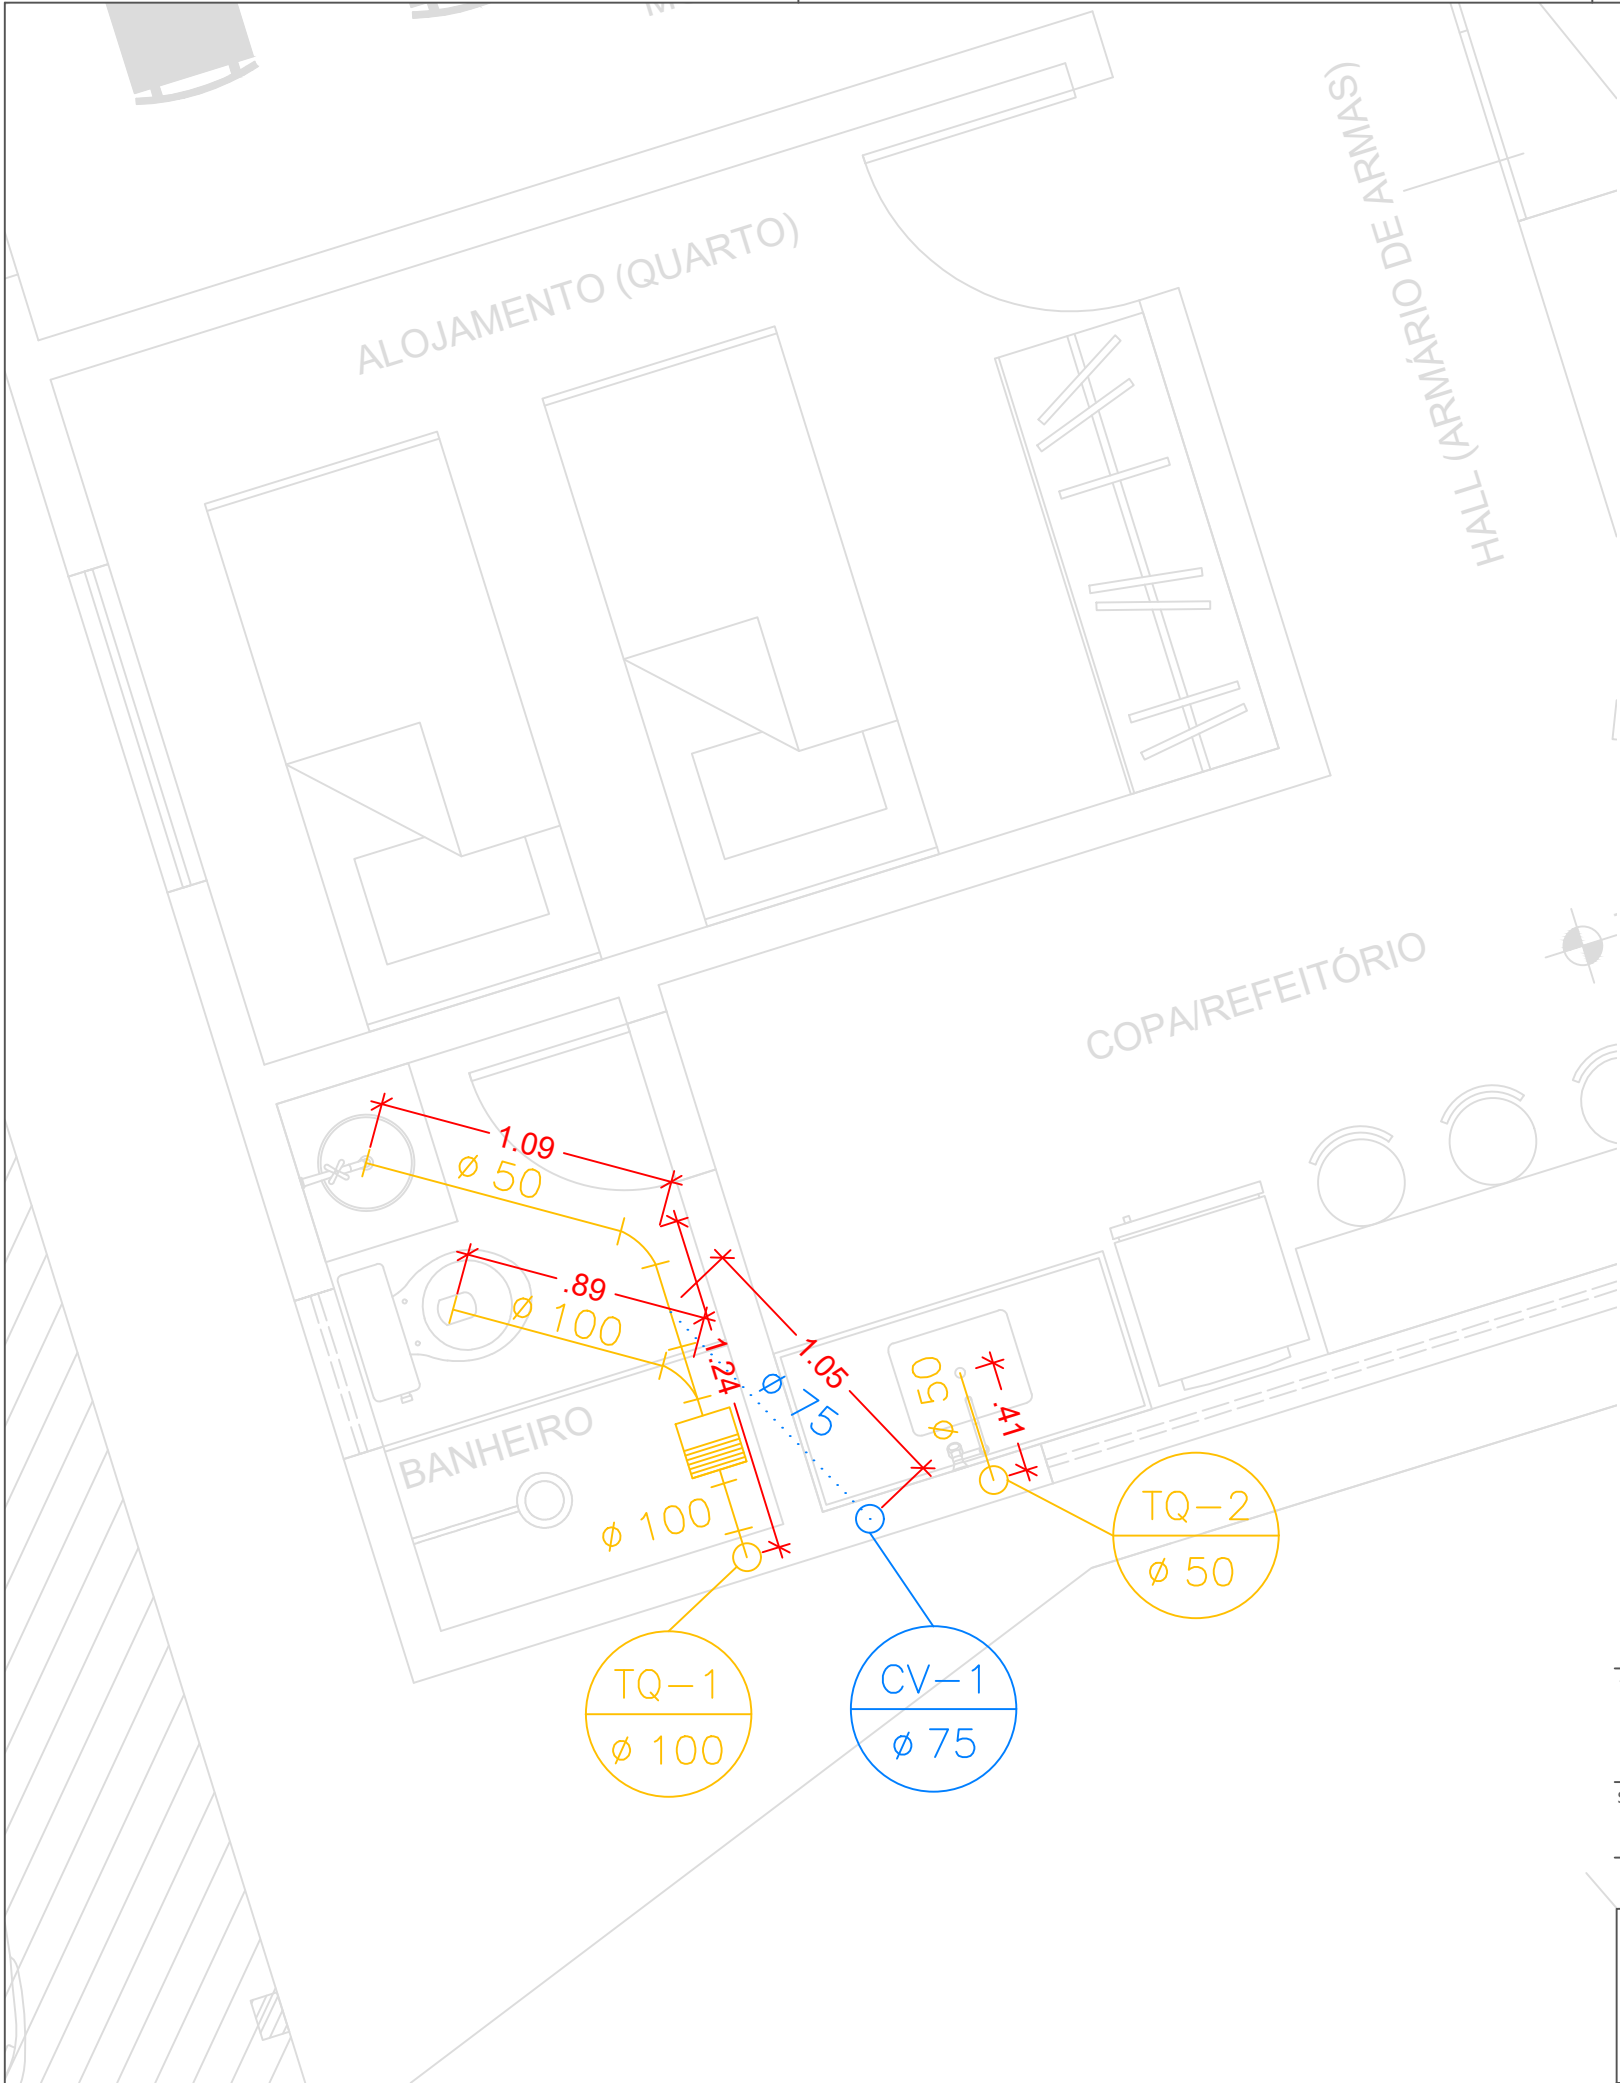 ALOJAMENTO (QUARTO)
HALL (ARMÁRIO DE ARMAS)
COPA/REFEITÓRIO
1.09
Ø 50
.89
Ø 100
1.24
1.05
Ø 75
Ø 50
.41
BANHEIRO
Ø 100
TQ-2
Ø 50
TQ-1
Ø 100
CV-1
Ø 75